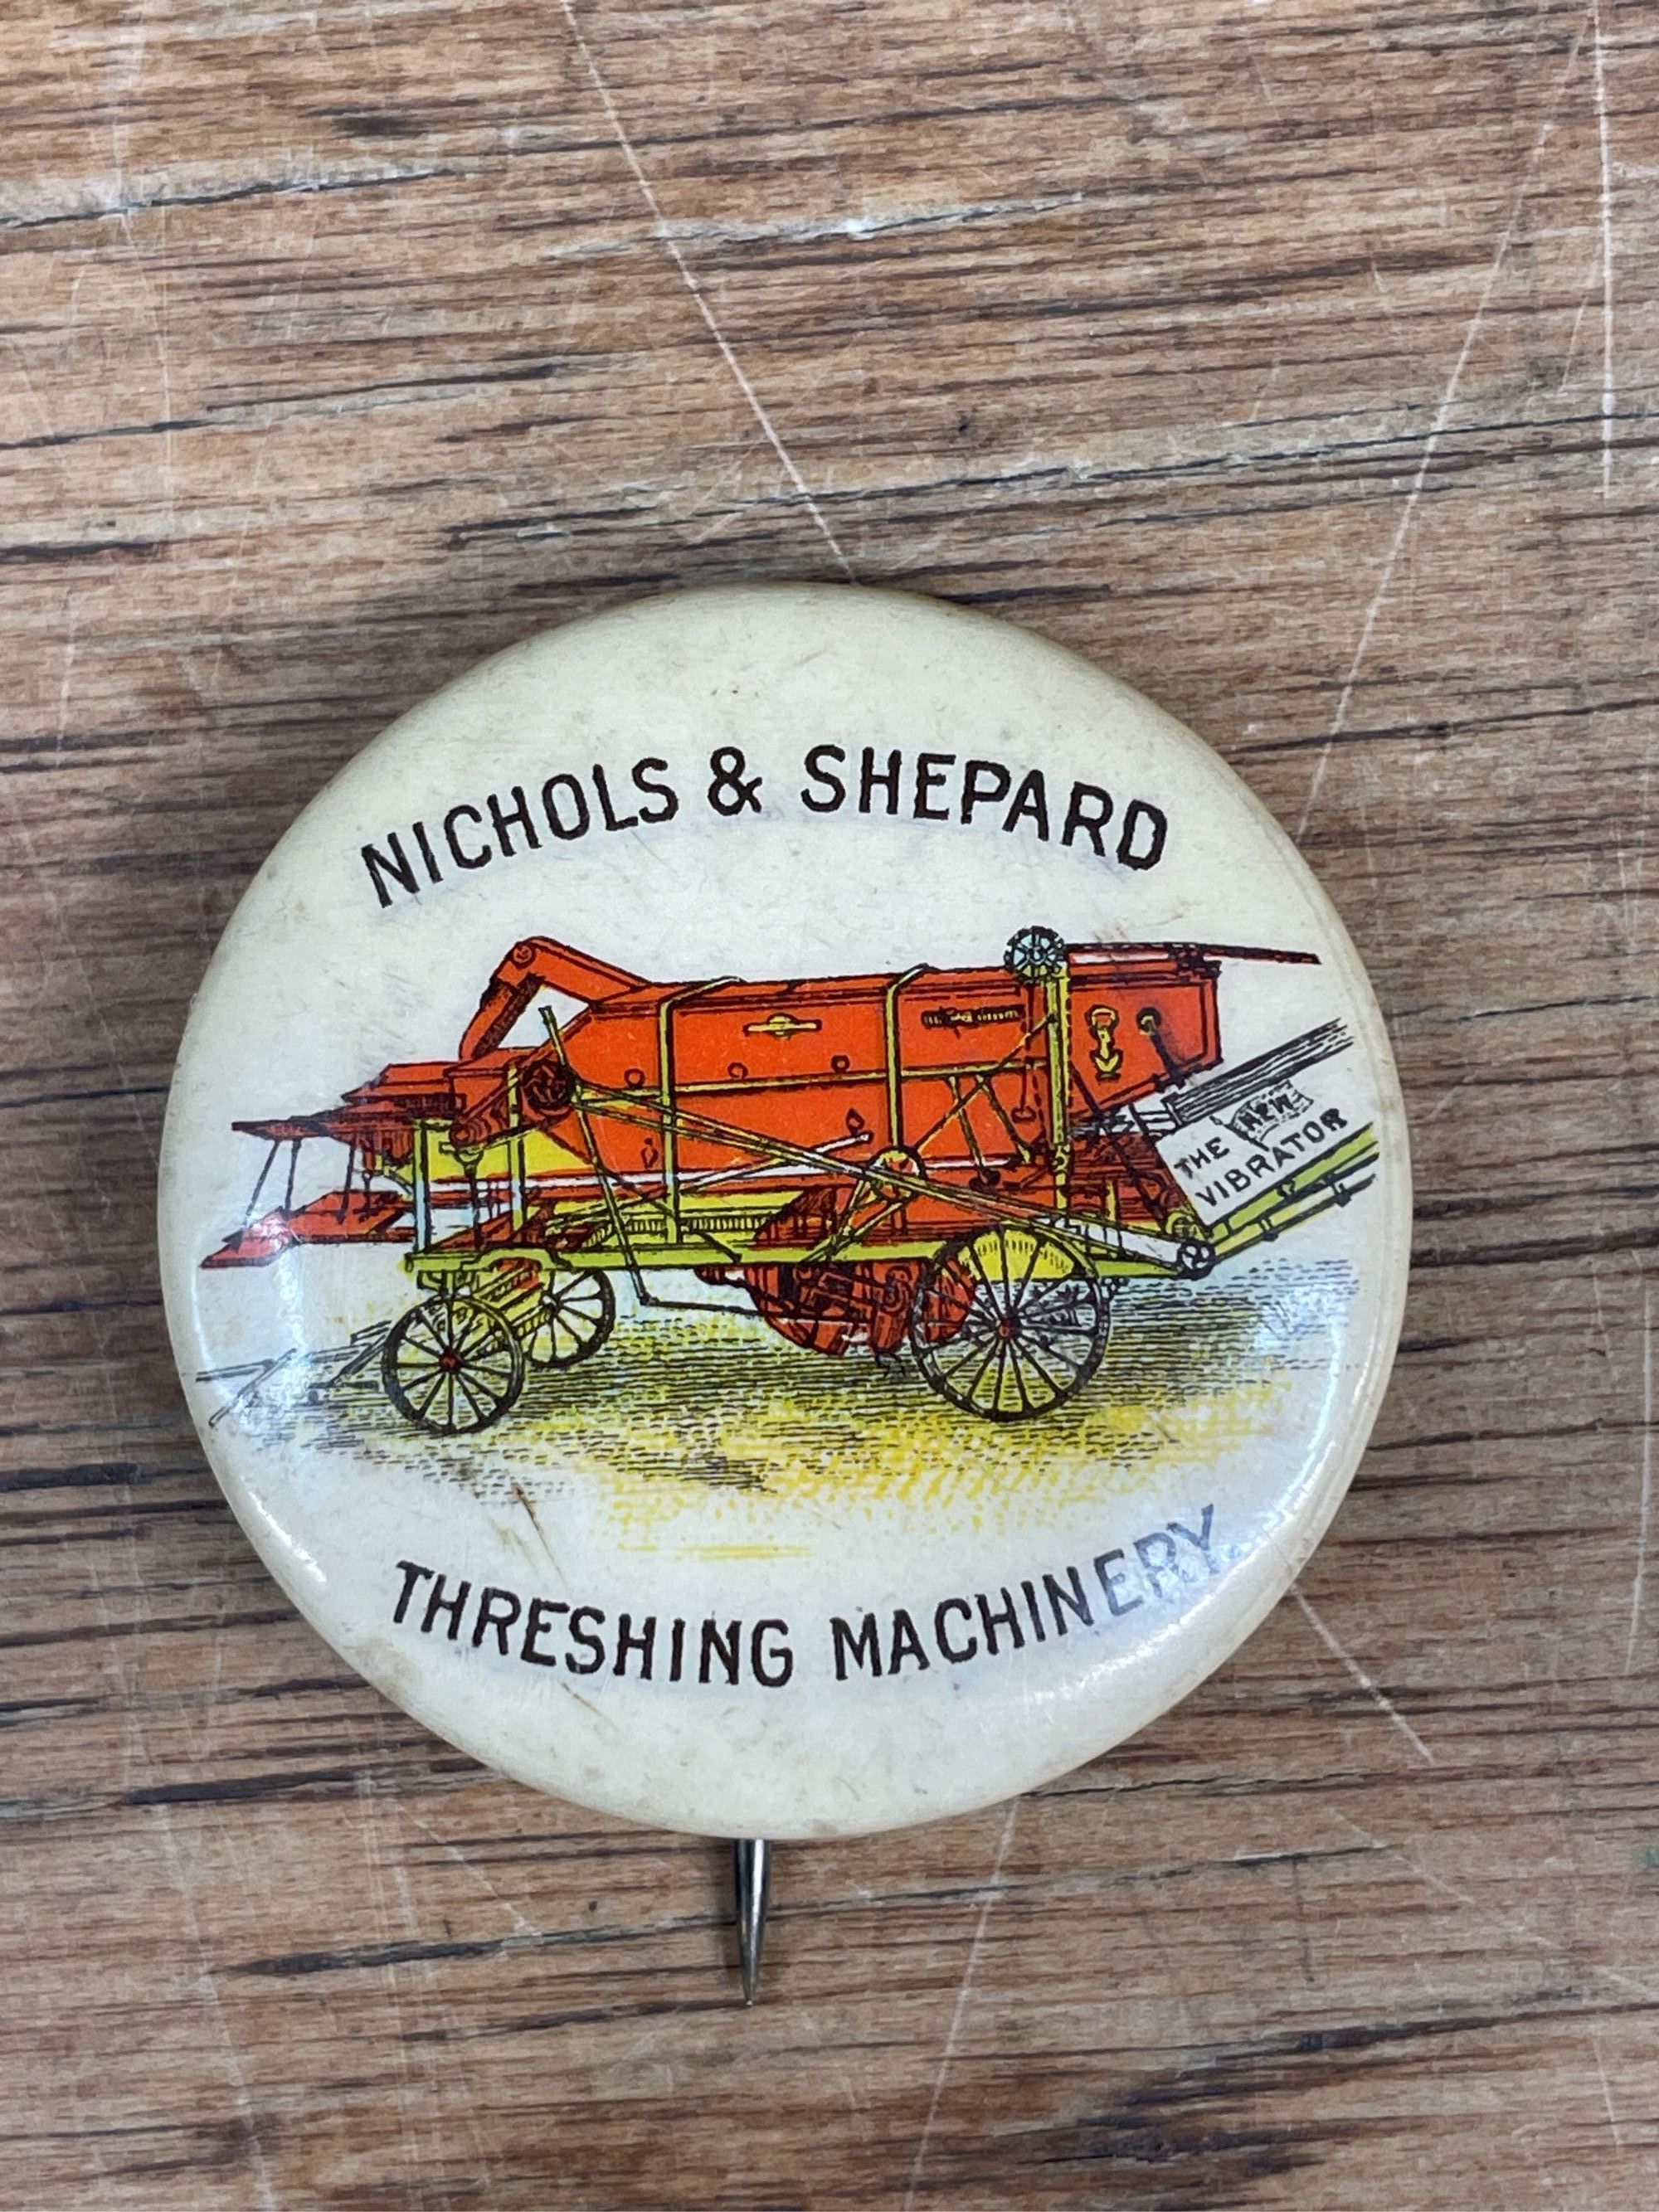 NICHOLS & SHEPARD
THE NEW
VIBRATOR
THRESHING MACHINERY.